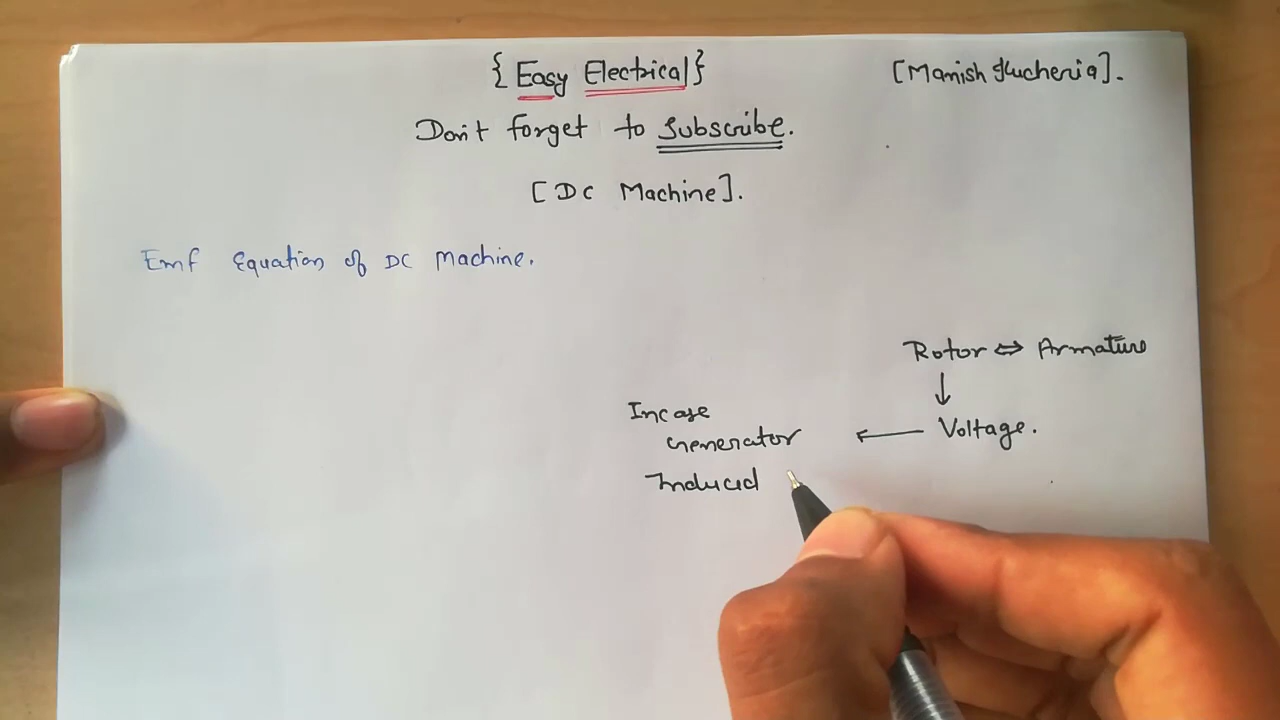 { Easy Electrical }
[Manish Kucheria].
Don't forget to Subscribe.
[ DC Machine ].
Emf Equation of DC Machine.
Rotor ⇔ Armature
↓
Incase
Generator ← Voltage.
Induced